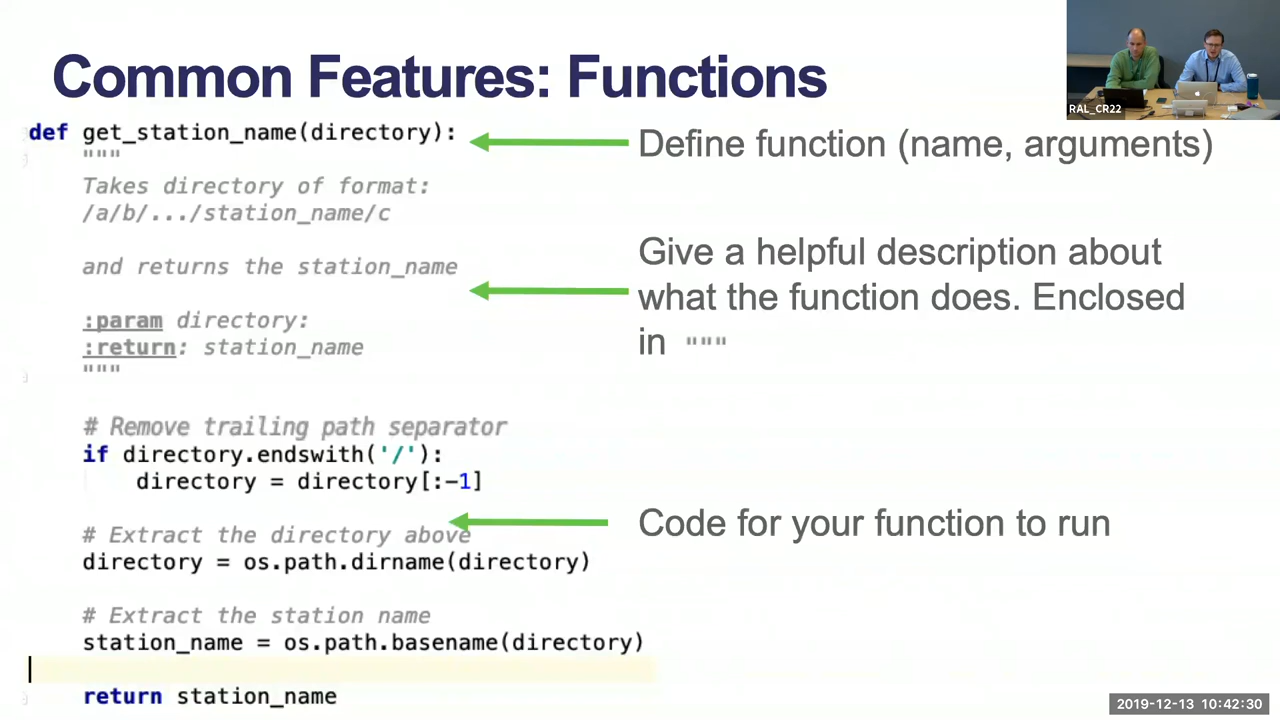 Common Features: Functions
RAL_CR22
def get_station_name(directory):
"""
Takes directory of format:
/a/b/.../station_name/c
and returns the station_name
:param directory:
:return: station_name
"""
# Remove trailing path separator
if directory.endswith('/'):
directory = directory[:-1]
# Extract the directory above
directory = os.path.dirname(directory)
# Extract the station name
station_name = os.path.basename(directory)
return station_name
Define function (name, arguments)
Give a helpful description about
what the function does. Enclosed
in """
Code for your function to run
2019-12-13 10:42:30